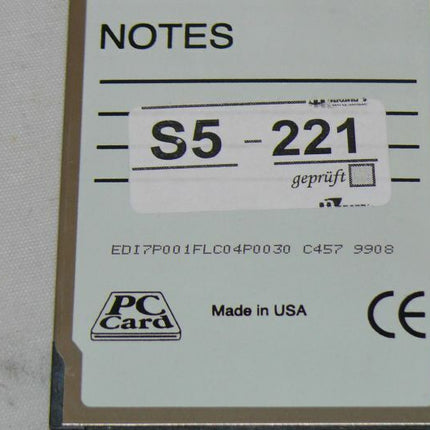 NOTES
S5 - 221
geprüft
EDI7P001FLC04P0030 C457 9908
PC Card
Made in USA
CE